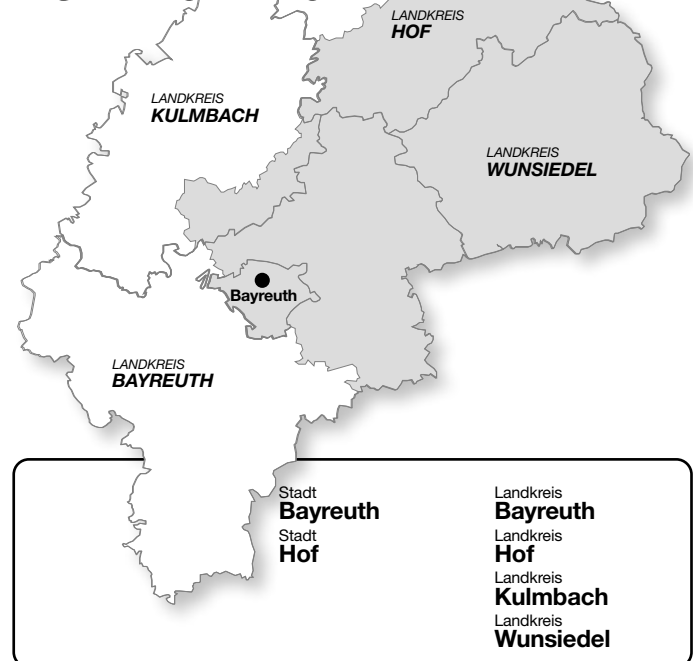 LANDKREIS
HOF
LANDKREIS
KULMBACH
LANDKREIS
WUNSIEDEL
Bayreuth
LANDKREIS
BAYREUTH
Stadt
Bayreuth
Stadt
Hof
Landkreis
Bayreuth
Landkreis
Hof
Landkreis
Kulmbach
Landkreis
Wunsiedel